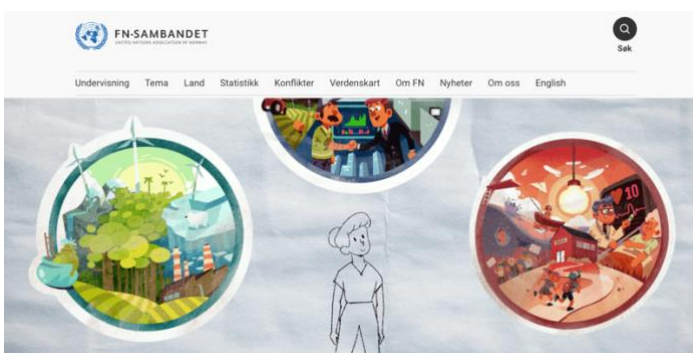 FN-SAMBANDET
UNITED NATIONS ASSOCIATION OF NORWAY
Søk
Undervisning Tema Land Statistikk Konflikter Verdenskart Om FN Nyheter Om oss English
10